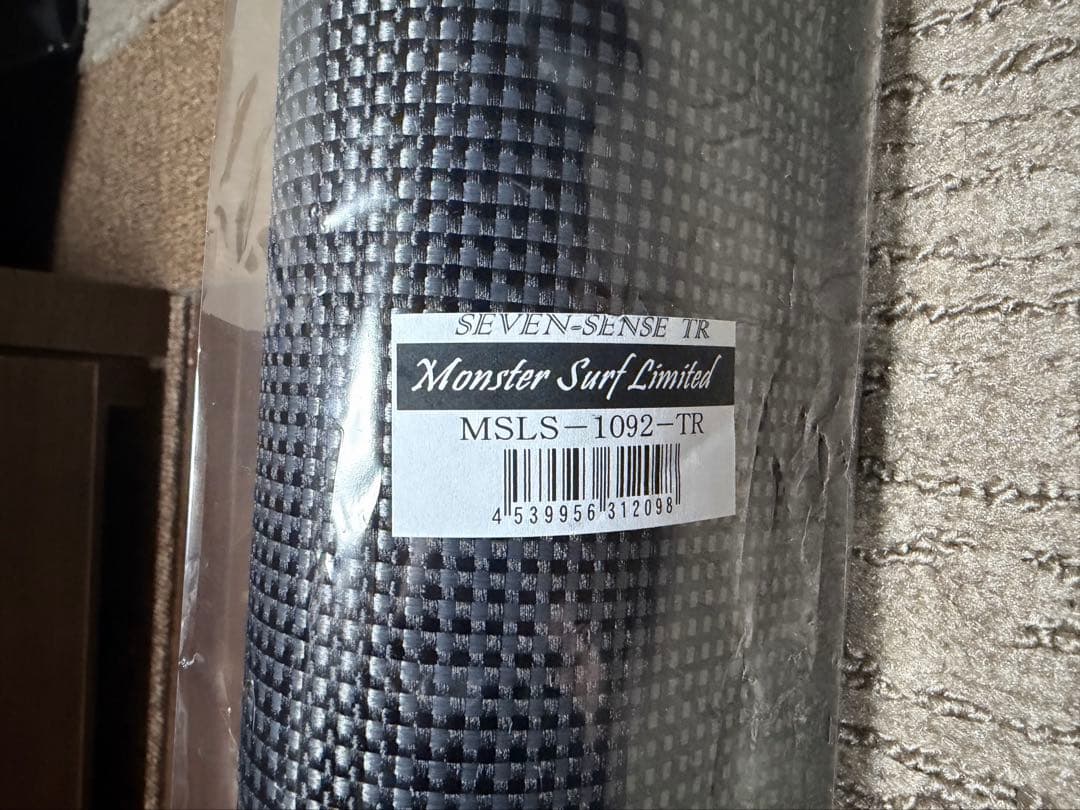 SEVEN-SENSE TR
Monster Surf Limited
MSLS-1092-TR
4 539956 312098